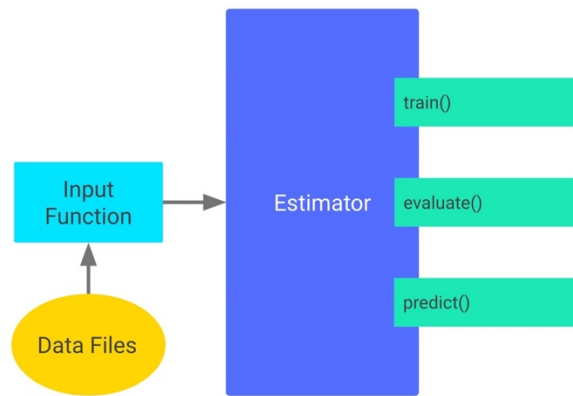 train()
Input
Function
Estimator
evaluate()
predict()
Data Files